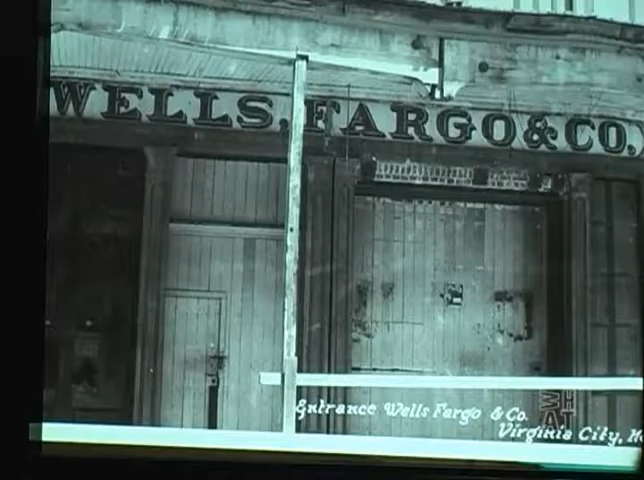 WELLS, FARGO & CO.
Entrance Wells Fargo & Co.
Virginia City,